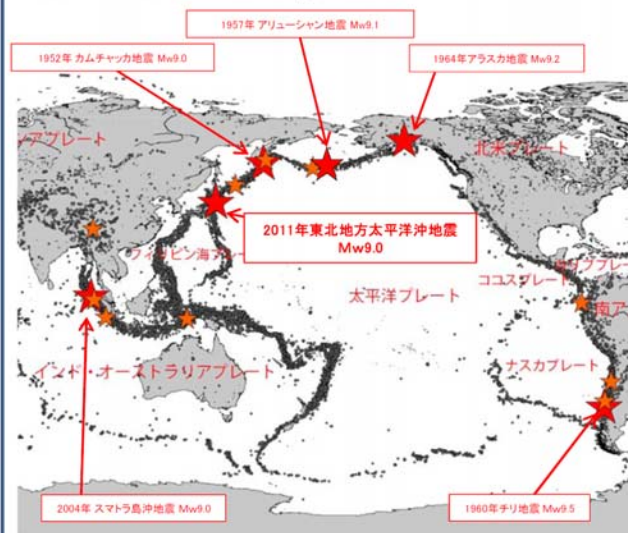 1957年 アリューシャン地震 Mw9.1
1952年 カムチャッカ地震 Mw9.0
1964年アラスカ地震 Mw9.2
シアプレート
北米プレート
2011年東北地方太平洋沖地震
Mw9.0
フィリピン海プレ
太平洋プレート
ココスプレート
南ア
インド・オーストラリアプレート
ナスカプレート
2004年 スマトラ島沖地震 Mw9.0
1960年チリ地震 Mw9.5